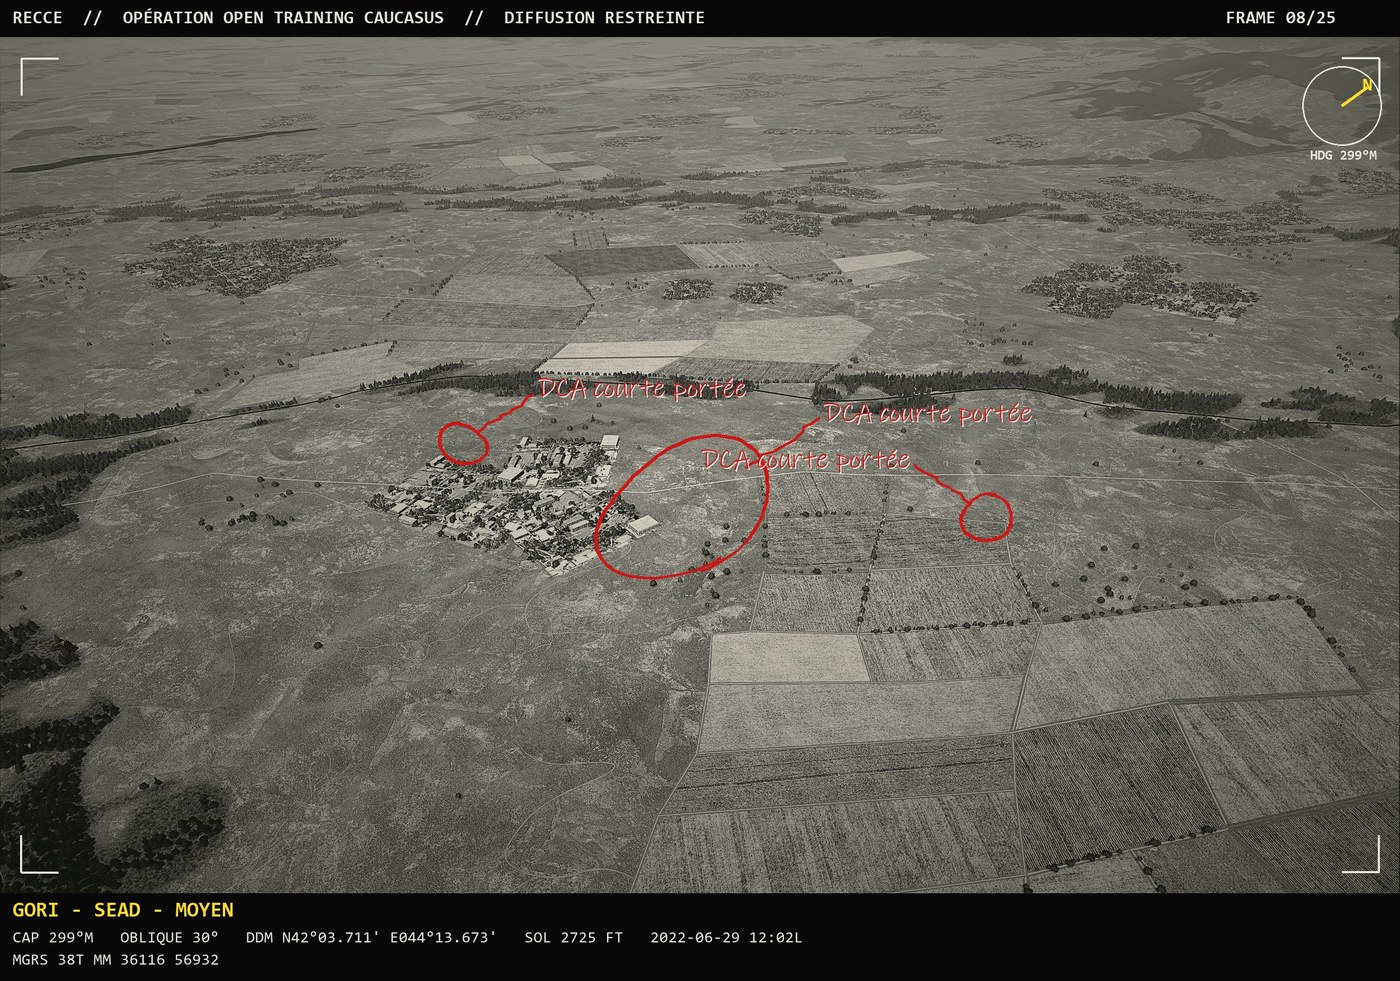 RECCE // OPÉRATION OPEN TRAINING CAUCASUS // DIFFUSION RESTREINTE
FRAME 08/25
N
HDG 299°M
DCA courte portée
DCA courte portée
DCA courte portée
GORI - SEAD - MOYEN
CAP 299°M OBLIQUE 30° DDM N42°03.711' E044°13.673' SOL 2725 FT 2022-06-29 12:02L
MGRS 38T MM 36116 56932